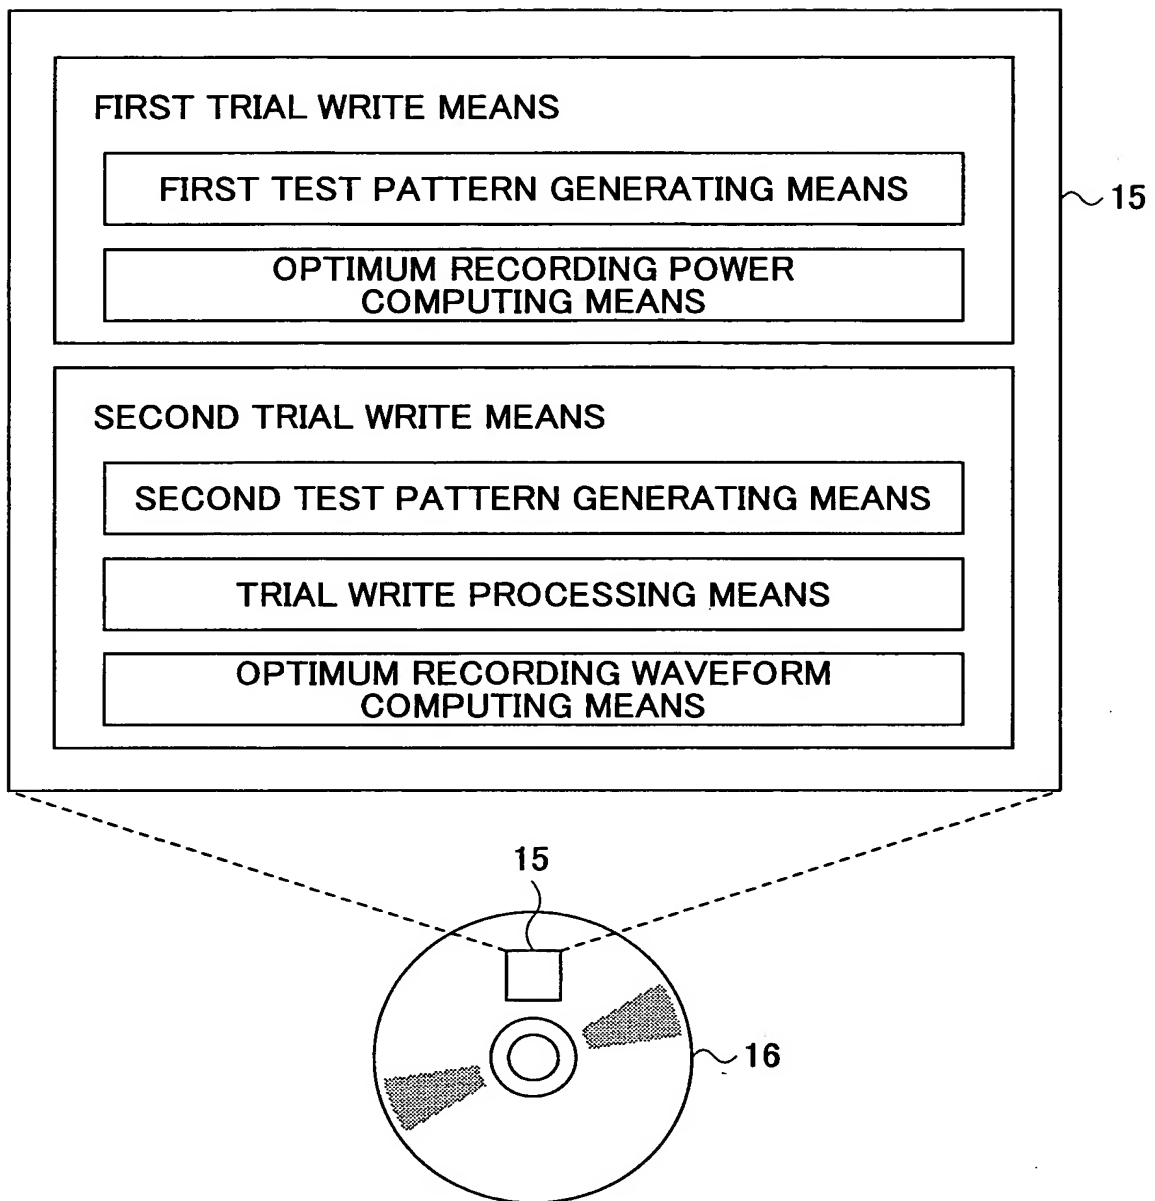 FIRST TRIAL WRITE MEANS
FIRST TEST PATTERN GENERATING MEANS
15
OPTIMUM RECORDING POWER
COMPUTING MEANS
SECOND TRIAL WRITE MEANS
SECOND TEST PATTERN GENERATING MEANS
TRIAL WRITE PROCESSING MEANS
OPTIMUM RECORDING WAVEFORM
COMPUTING MEANS
15
16